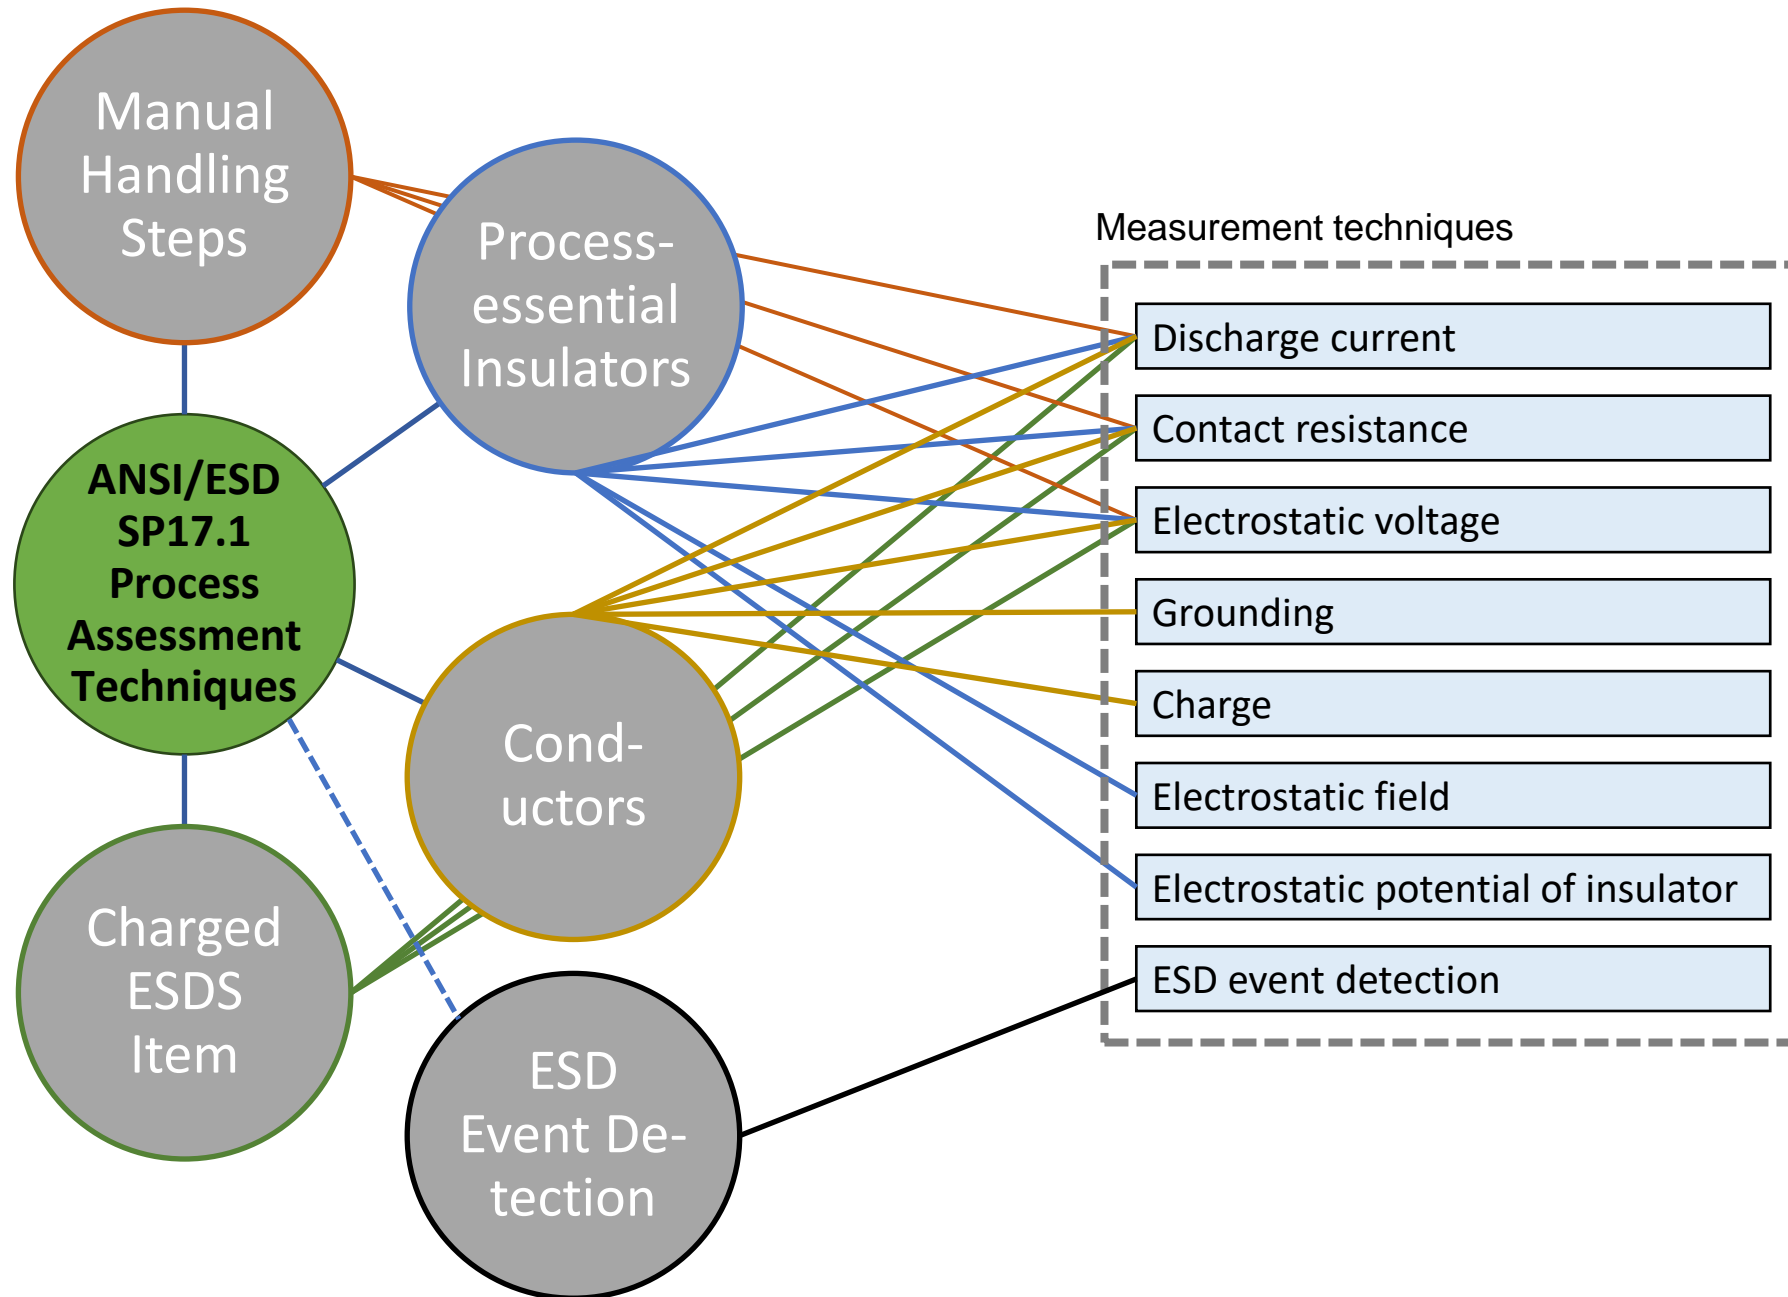 Manual
Handling
Steps
Process-
essential
Insulators
ANSI/ESD
SP17.1
Process
Assessment
Techniques
Cond-
uctors
Charged
ESDS
Item
ESD
Event De-
tection
Measurement techniques
Discharge current
Contact resistance
Electrostatic voltage
Grounding
Charge
Electrostatic field
Electrostatic potential of insulator
ESD event detection